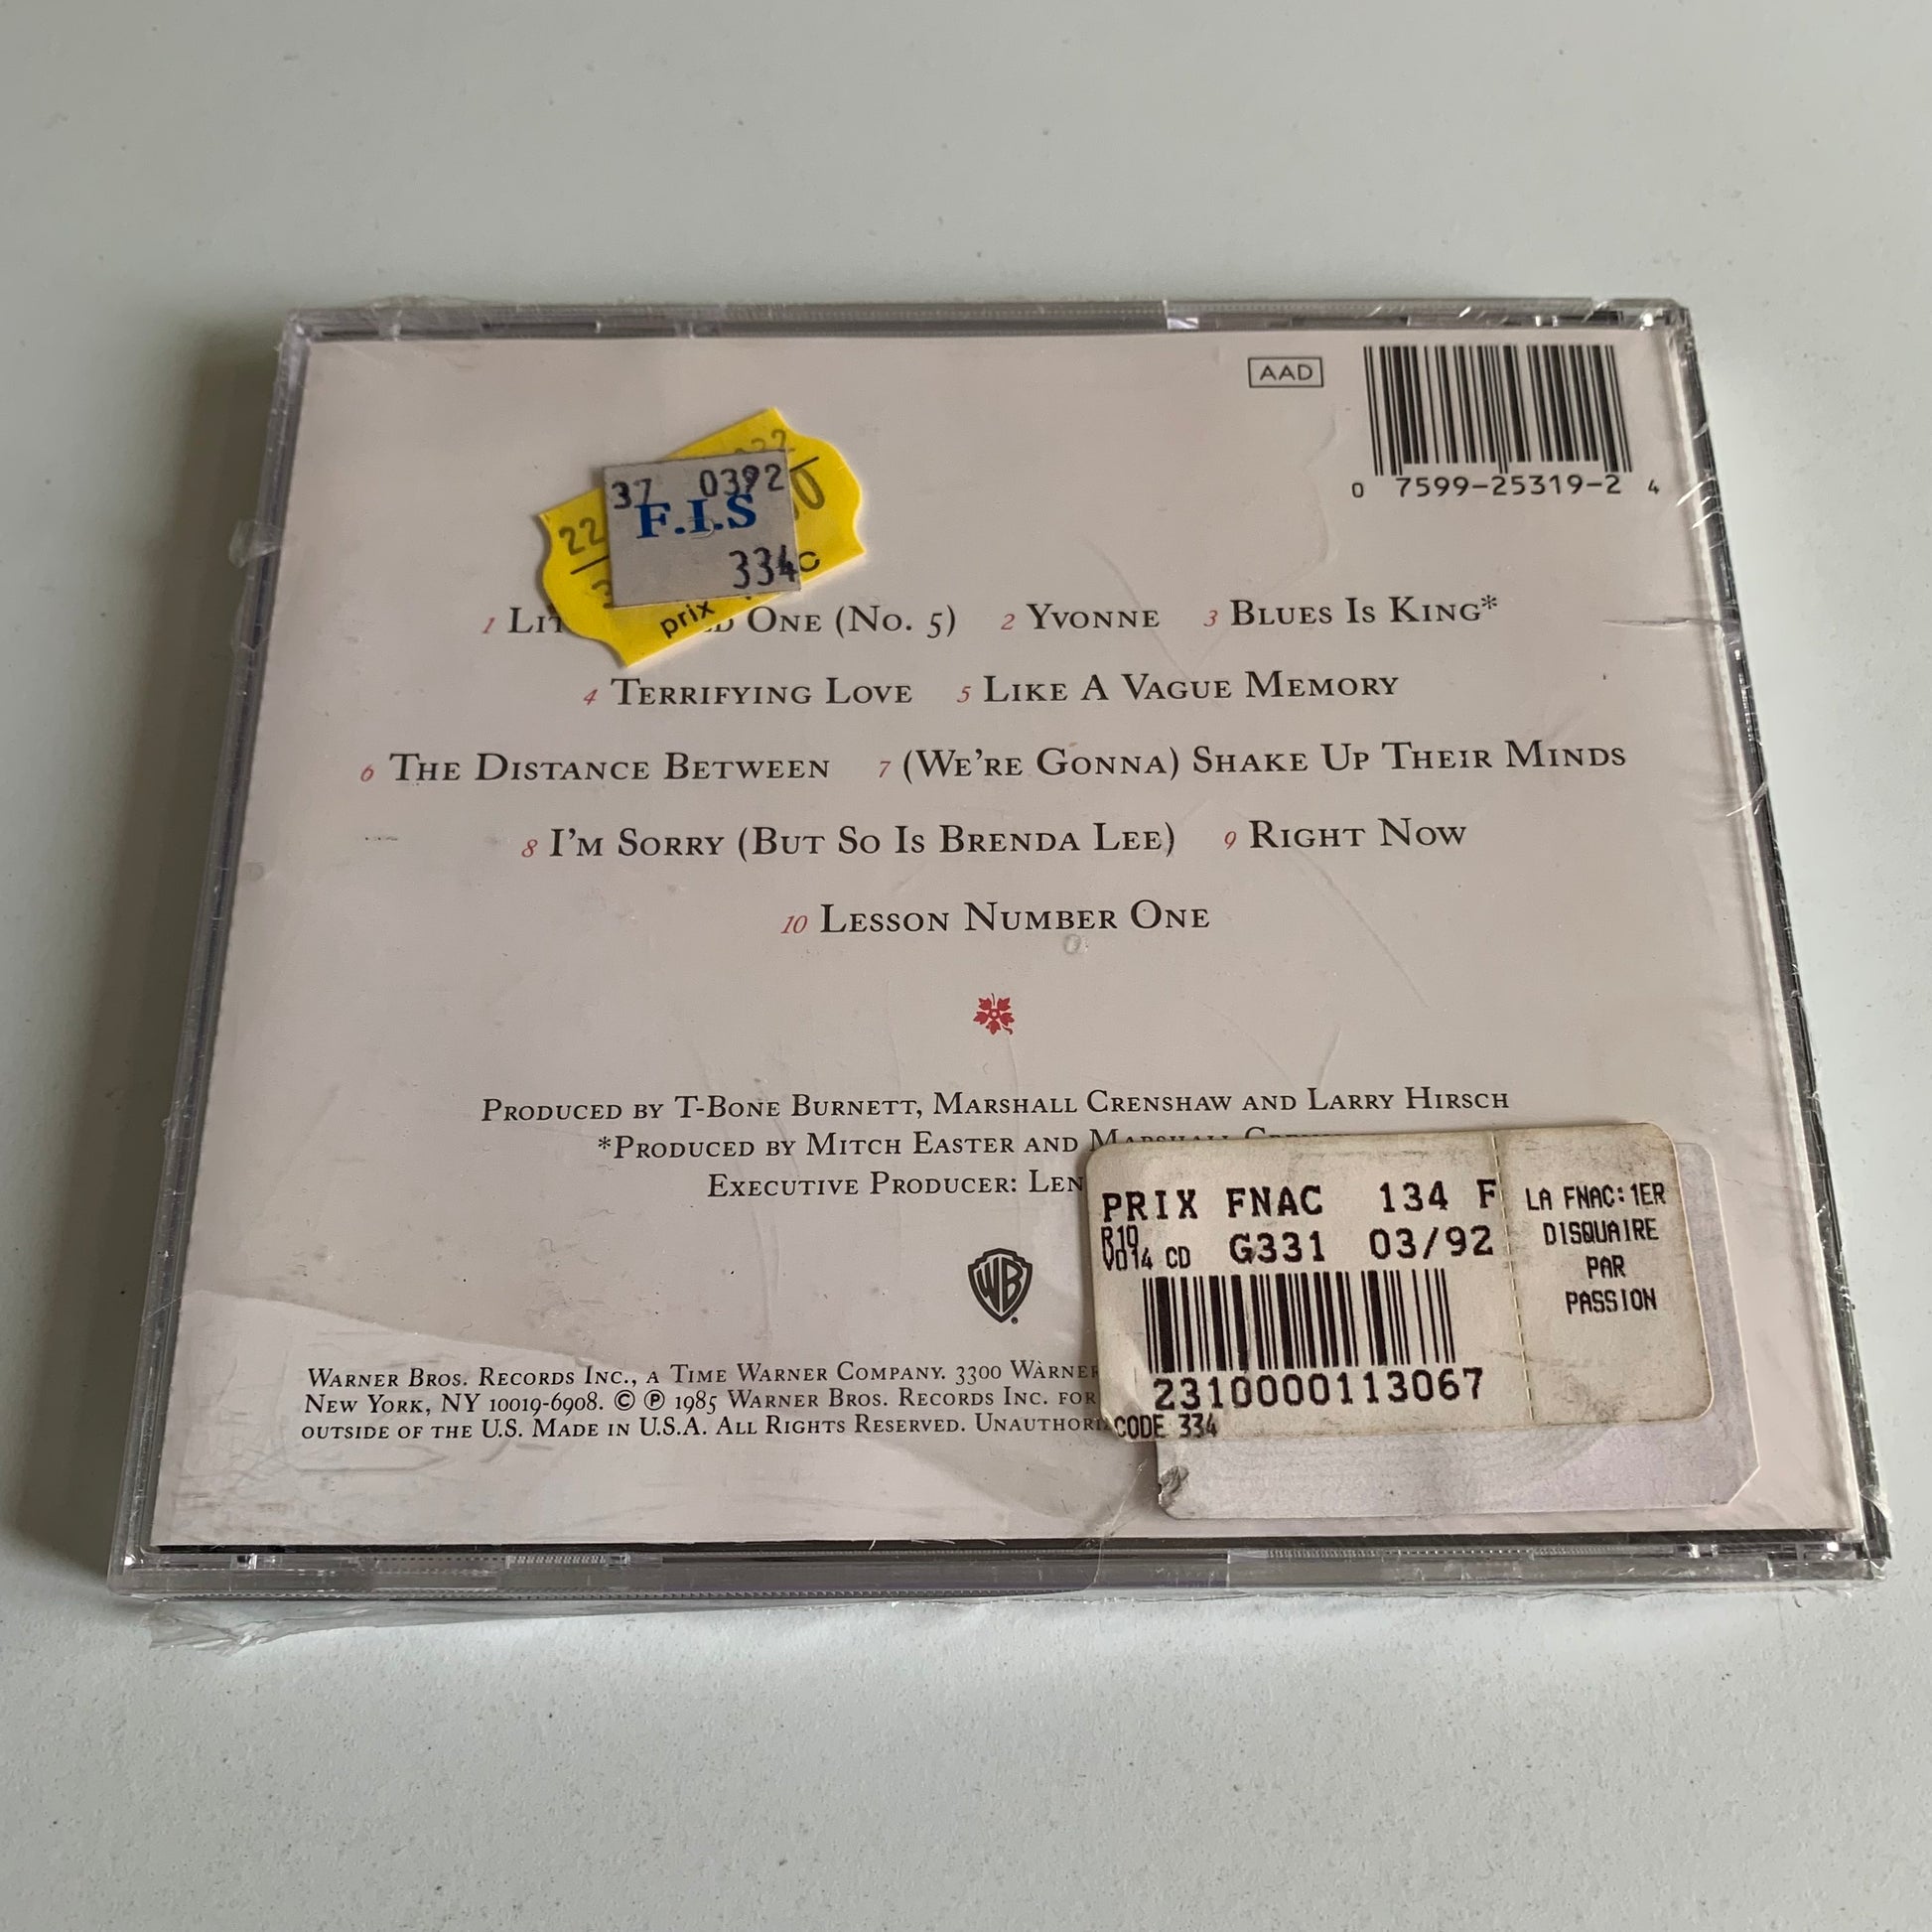 AAD
0 7599-25319-2 4
37 0392
F.I.S
334
22
prix
1 ONE (NO. 5) 2 YVONNE 3 BLUES IS KING*
4 TERRIFYING LOVE 5 LIKE A VAGUE MEMORY
6 THE DISTANCE BETWEEN 7 (WE'RE GONNA) SHAKE UP THEIR MINDS
8 I'M SORRY (BUT SO IS BRENDA LEE) 9 RIGHT NOW
10 LESSON NUMBER ONE
PRODUCED BY T-BONE BURNETT, MARSHALL CRENSHAW AND LARRY HIRSCH
*PRODUCED BY MITCH EASTER AND
EXECUTIVE PRODUCER:
WB
WARNER BROS. RECORDS INC., A TIME WARNER COMPANY. 3300
NEW YORK, NY 10019-6908. © ℗ 1985 WARNER BROS. RECORDS INC. FOR
OUTSIDE OF THE U.S. MADE IN U.S.A. ALL RIGHTS RESERVED.
PRIX FNAC 134 F
R10
V014 CD G331 03/92
2310000113067
CODE 334
LA FNAC:1ER
DISQUAIRE
PAR
PASSION